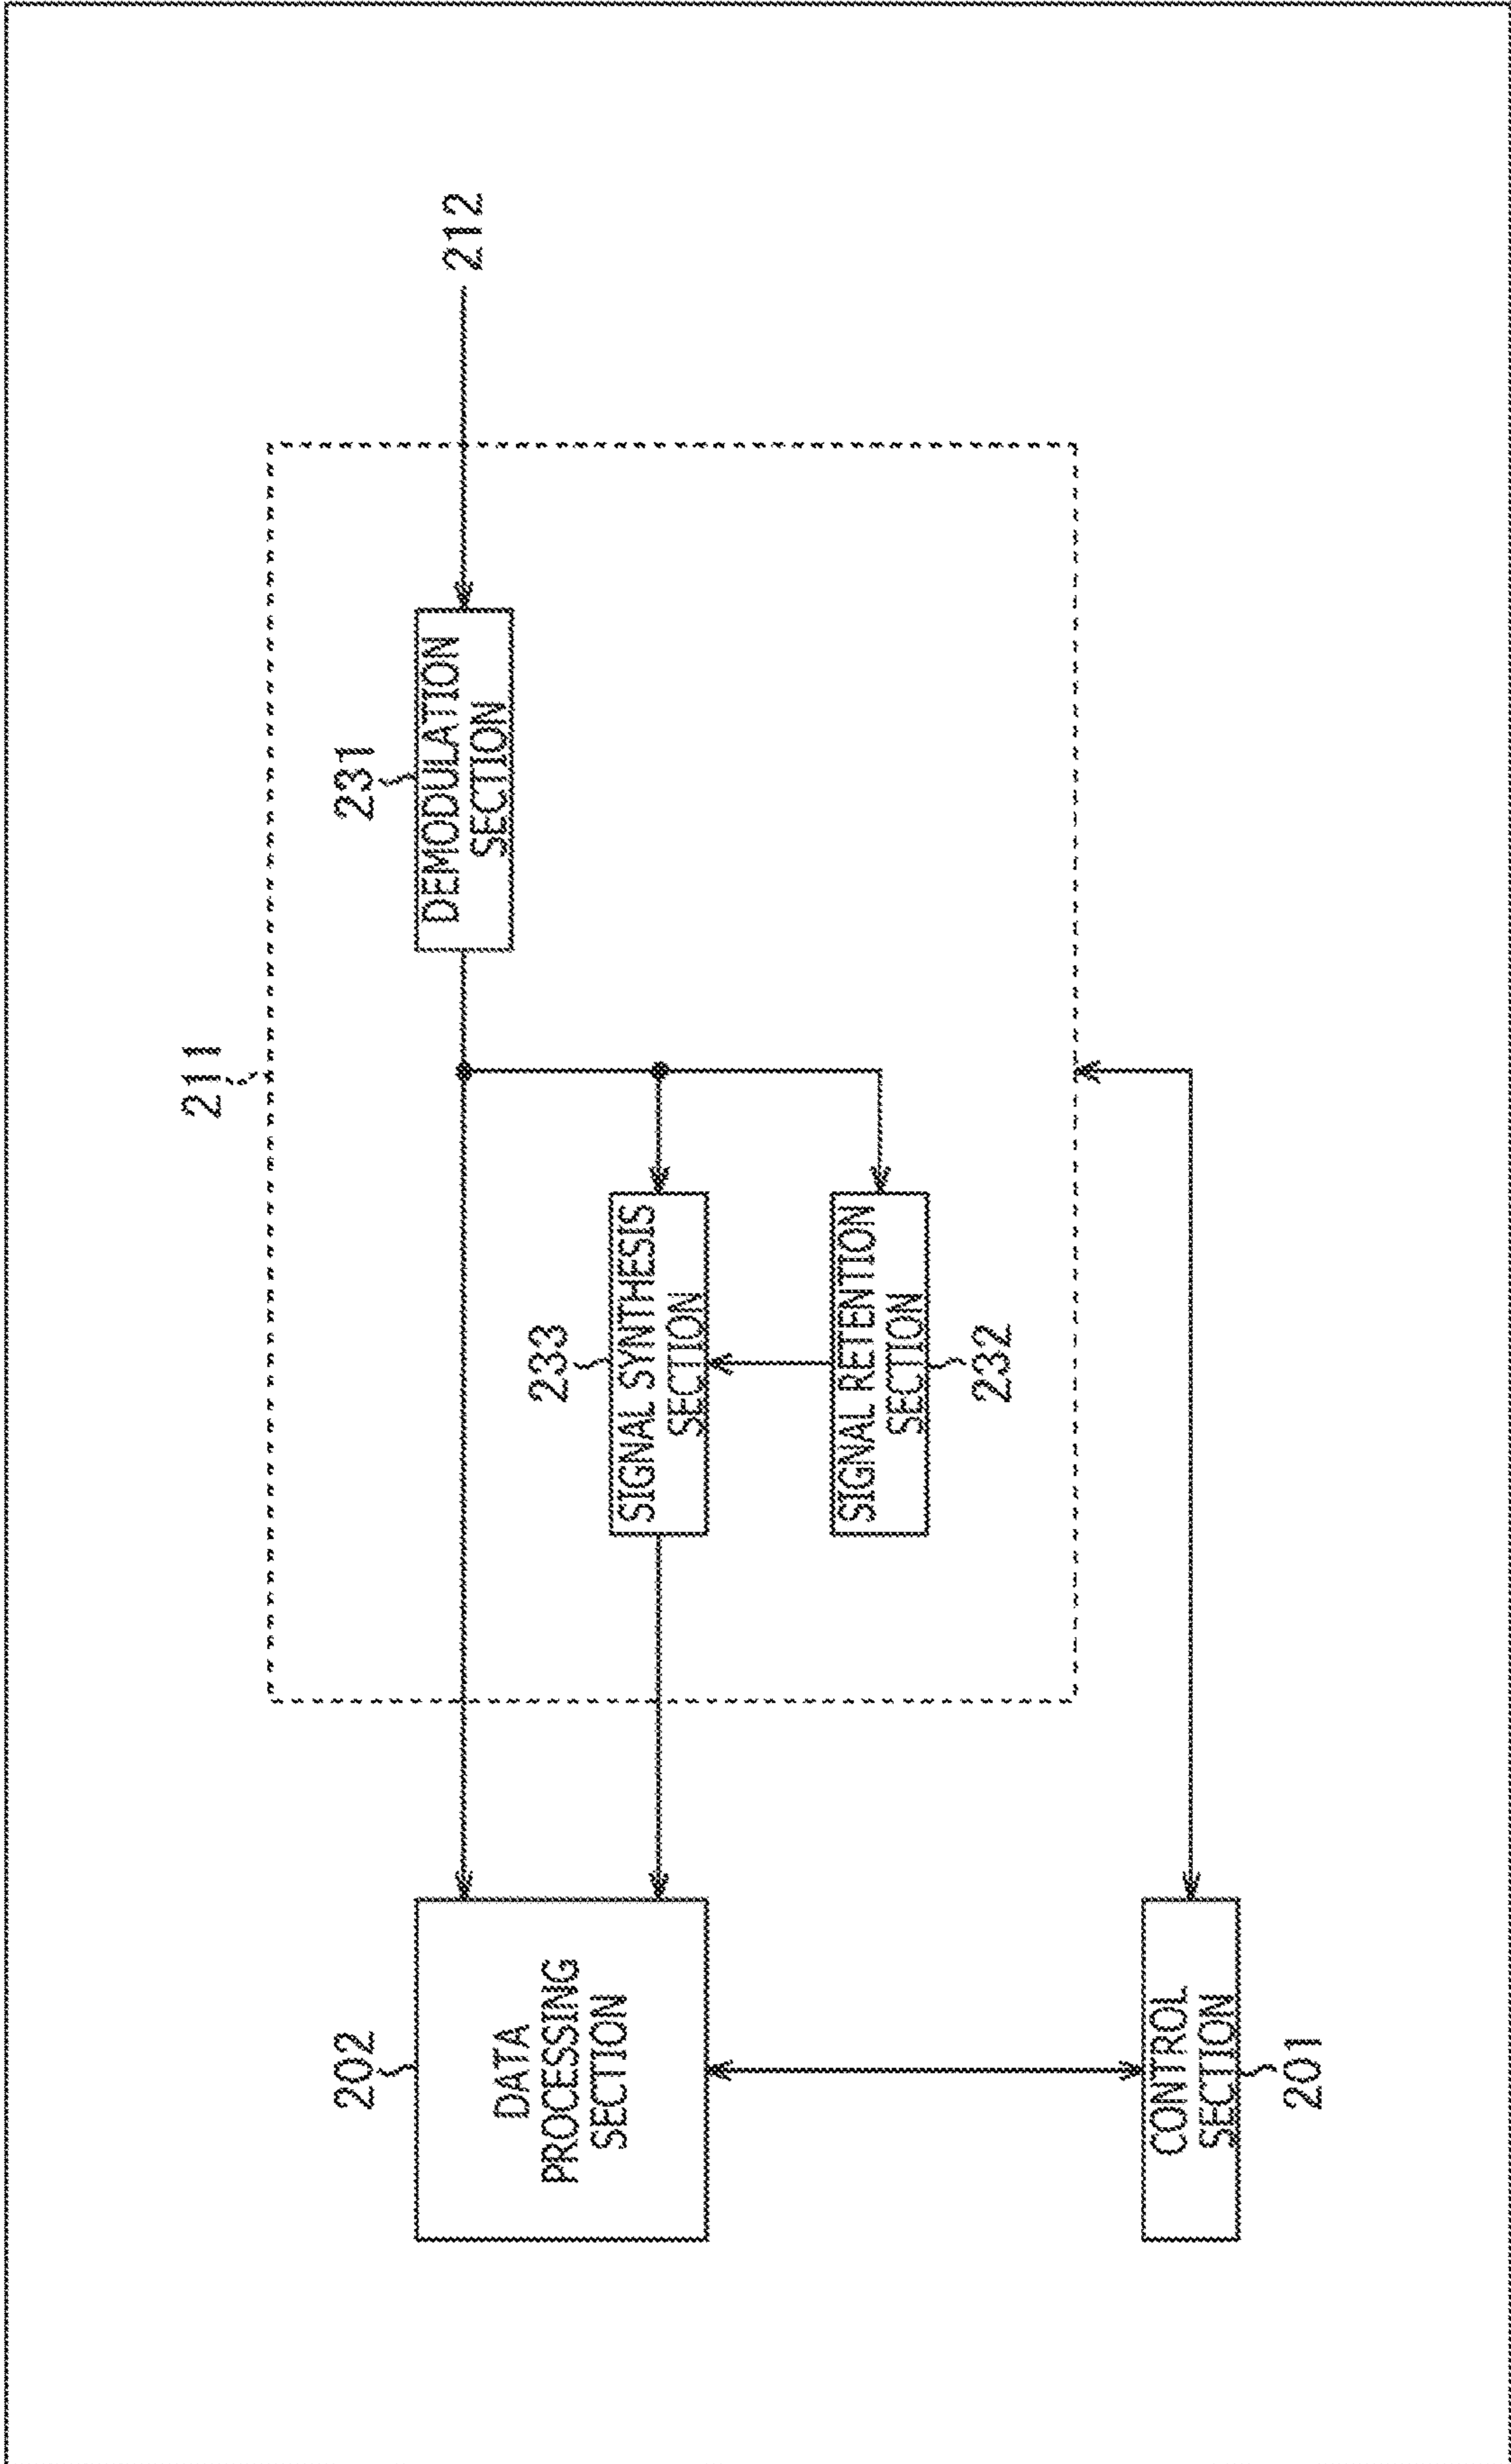 211
212
202
DATA
PROCESSING
SECTION
231
DEMODULATION
SECTION
233
SIGNAL SYNTHESIS
SECTION
SIGNAL RETENTION
SECTION
232
CONTROL
SECTION
201